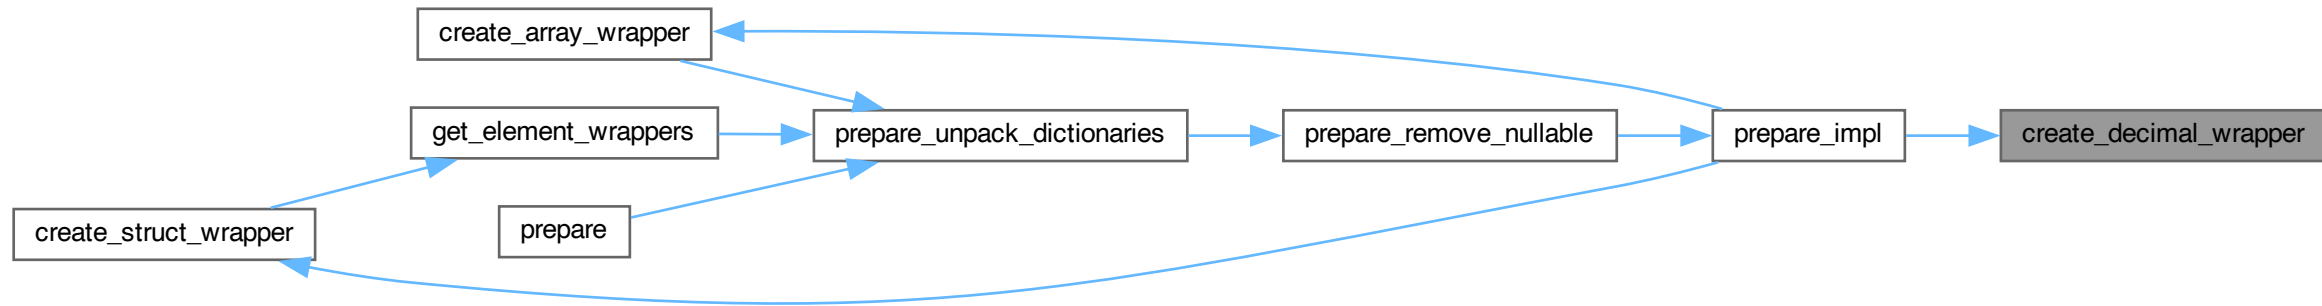 create_array_wrapper
get_element_wrappers
prepare_unpack_dictionaries
prepare_remove_nullable
prepare_impl
create_decimal_wrapper
create_struct_wrapper
prepare